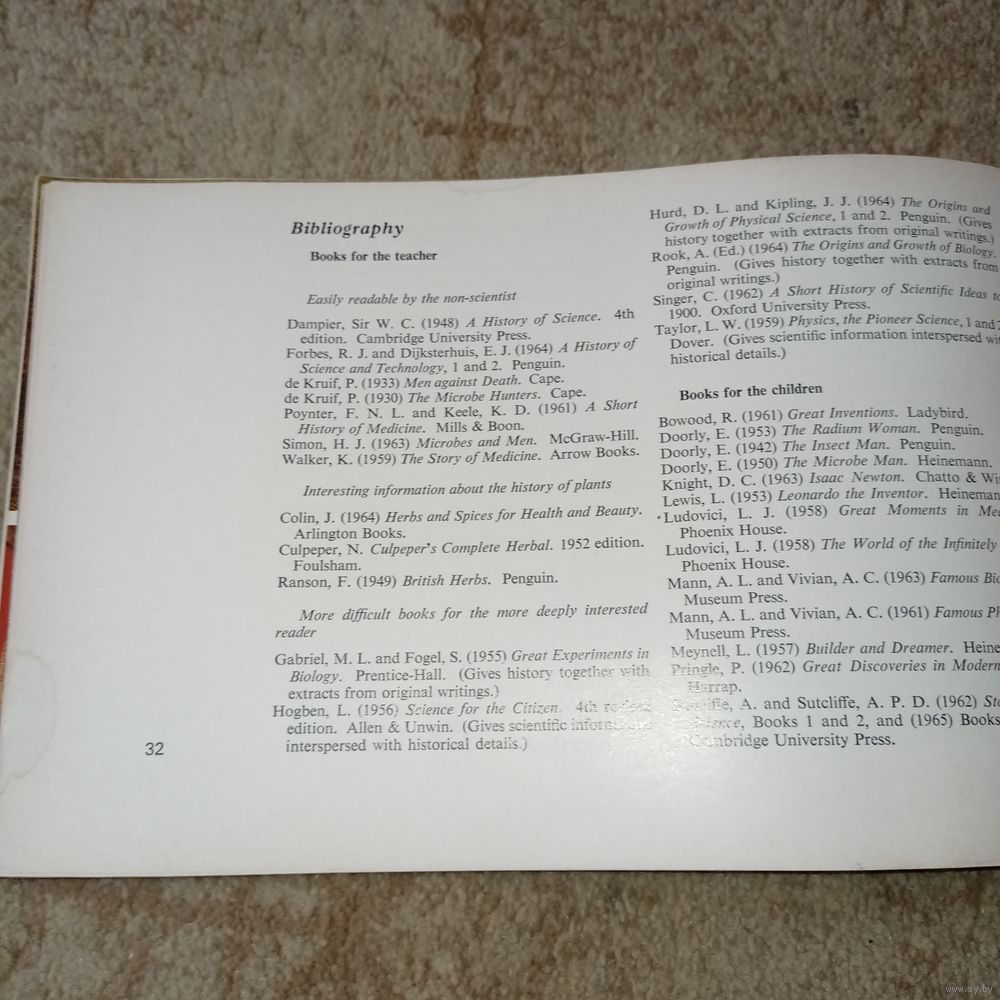 Bibliography
Books for the teacher
Easily readable by the non-scientist
Dampier, Sir W. C. (1948) A History of Science. 4th
edition. Cambridge University Press.
Forbes, R. J. and Dijksterhuis, E. J. (1964) A History of
Science and Technology, 1 and 2. Penguin.
de Kruif, P. (1933) Men against Death. Cape.
de Kruif, P. (1930) The Microbe Hunters. Cape.
Poynter, F. N. L. and Keele, K. D. (1961) A Short
History of Medicine. Mills & Boon.
Simon, H. J. (1963) Microbes and Men. McGraw-Hill.
Walker, K. (1959) The Story of Medicine. Arrow Books.
Interesting information about the history of plants
Colin, J. (1964) Herbs and Spices for Health and Beauty.
Arlington Books.
Culpeper, N. Culpeper's Complete Herbal. 1952 edition.
Foulsham.
Ranson, F. (1949) British Herbs. Penguin.
More difficult books for the more deeply interested
reader
Gabriel, M. L. and Fogel, S. (1955) Great Experiments in
Biology. Prentice-Hall. (Gives history together with
extracts from original writings.)
Hogben, L. (1956) Science for the Citizen. 4th revised
edition. Allen & Unwin. (Gives scientific
interspersed with historical details.)
32
Hurd, D. L. and Kipling, J. J. (1964) The Origins and
Growth of Physical Science, 1 and 2. Penguin. (Gives
history together with extracts from original writings.)
Rook, A. (Ed.) (1964) The Origins and Growth of Biology.
Penguin. (Gives history together with extracts from
original writings.)
Singer, C. (1962) A Short History of Scientific Ideas to
1900. Oxford University Press.
Taylor, L. W. (1959) Physics, the Pioneer Science, 1 and 2
Dover. (Gives scientific information interspersed
historical details.)
Books for the children
Bowood, R. (1961) Great Inventions. Ladybird.
Doorly, E. (1953) The Radium Woman. Penguin.
Doorly, E. (1942) The Insect Man. Penguin.
Doorly, E. (1950) The Microbe Man. Heinemann.
Knight, D. C. (1963) Isaac Newton. Chatto &
Lewis, L. (1953) Leonardo the Inventor.
Ludovici, L. J. (1958) Great Moments in
Phoenix House.
Ludovici, L. J. (1958) The World of the Infinitely
Phoenix House.
Mann, A. L. and Vivian, A. C. (1963) Famous
Museum Press.
Mann, A. L. and Vivian, A. C. (1961) Famous
Museum Press.
Meynell, L. (1957) Builder and Dreamer.
Pringle, P. (1962) Great Discoveries in Modern
Harrap.
A. and Sutcliffe, A. P. D. (1962)
Science, Books 1 and 2, and (1965) Books
Cambridge University Press.
www.ay.by